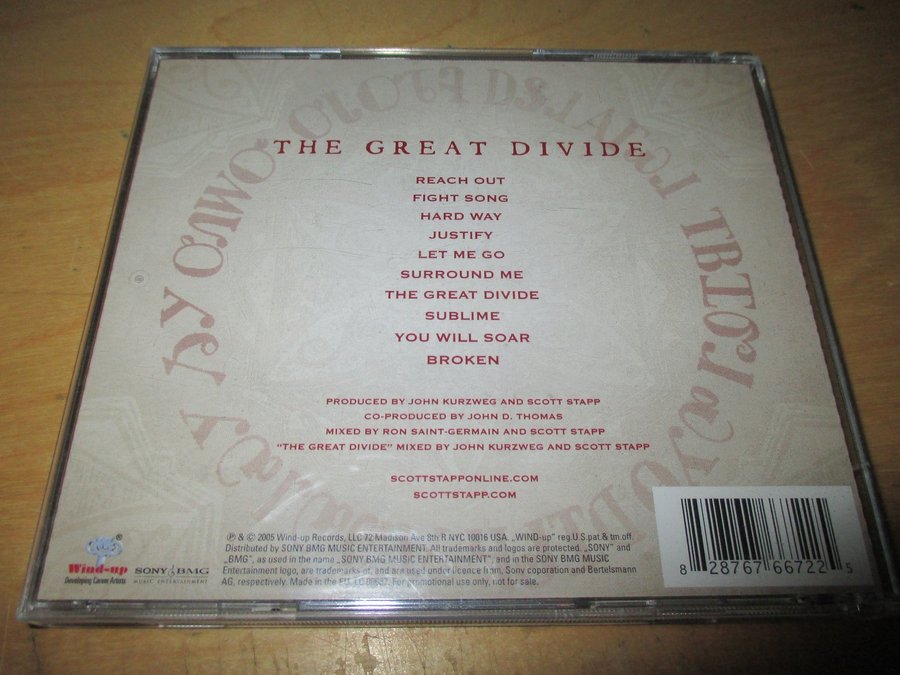 THE GREAT DIVIDE
REACH OUT
FIGHT SONG
HARD WAY
JUSTIFY
LET ME GO
SURROUND ME
THE GREAT DIVIDE
SUBLIME
YOU WILL SOAR
BROKEN
PRODUCED BY JOHN KURZWEG AND SCOTT STAPP
CO-PRODUCED BY JOHN D. THOMAS
MIXED BY RON SAINT-GERMAIN AND SCOTT STAPP
"THE GREAT DIVIDE" MIXED BY JOHN KURZWEG AND SCOTT STAPP
SCOTTSTAPPONLINE.COM
SCOTTSTAPP.COM
Wind-up
Developing Career Artists
SONY BMG
MUSIC ENTERTAINMENT
℗ & © 2005 Wind-up Records, LLC 72 Madison Ave 8th fl NYC 10016 USA. „WIND-up" reg.U.S.pat.& tm.off.
Distributed by SONY BMG MUSIC ENTERTAINMENT. All trademarks and logos are protected. „SONY" and
„BMG", as used in the name „SONY BMG MUSIC ENTERTAINMENT", and in the SONY BMG Music
Entertainment logo, are trademarks of, and are used under licence from, Sony coporation and Bertelsmann
AG, respectively. Made in the EU. For promotional use only, not for sale.
8 28767 66722 5